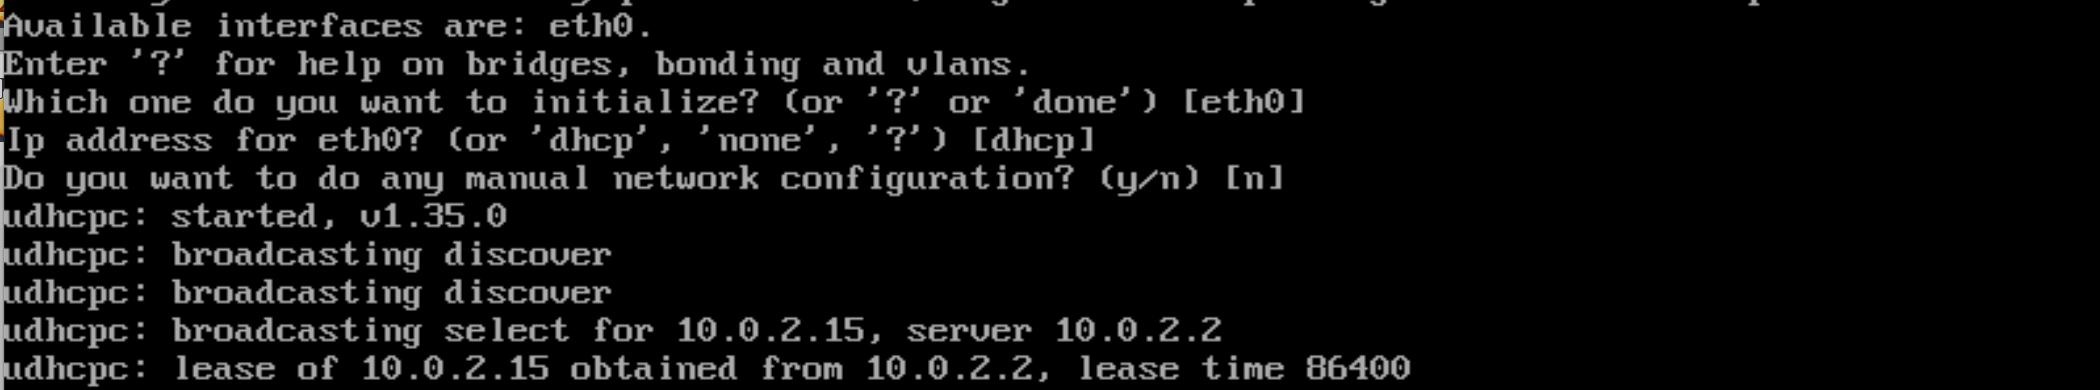 Available interfaces are: eth0.
Enter '?' for help on bridges, bonding and vlans.
Which one do you want to initialize? (or '?' or 'done') [eth0]
Ip address for eth0? (or 'dhcp', 'none', '?') [dhcp]
Do you want to do any manual network configuration? (y/n) [n]
udhcpc: started, v1.35.0
udhcpc: broadcasting discover
udhcpc: broadcasting discover
udhcpc: broadcasting select for 10.0.2.15, server 10.0.2.2
udhcpc: lease of 10.0.2.15 obtained from 10.0.2.2, lease time 86400